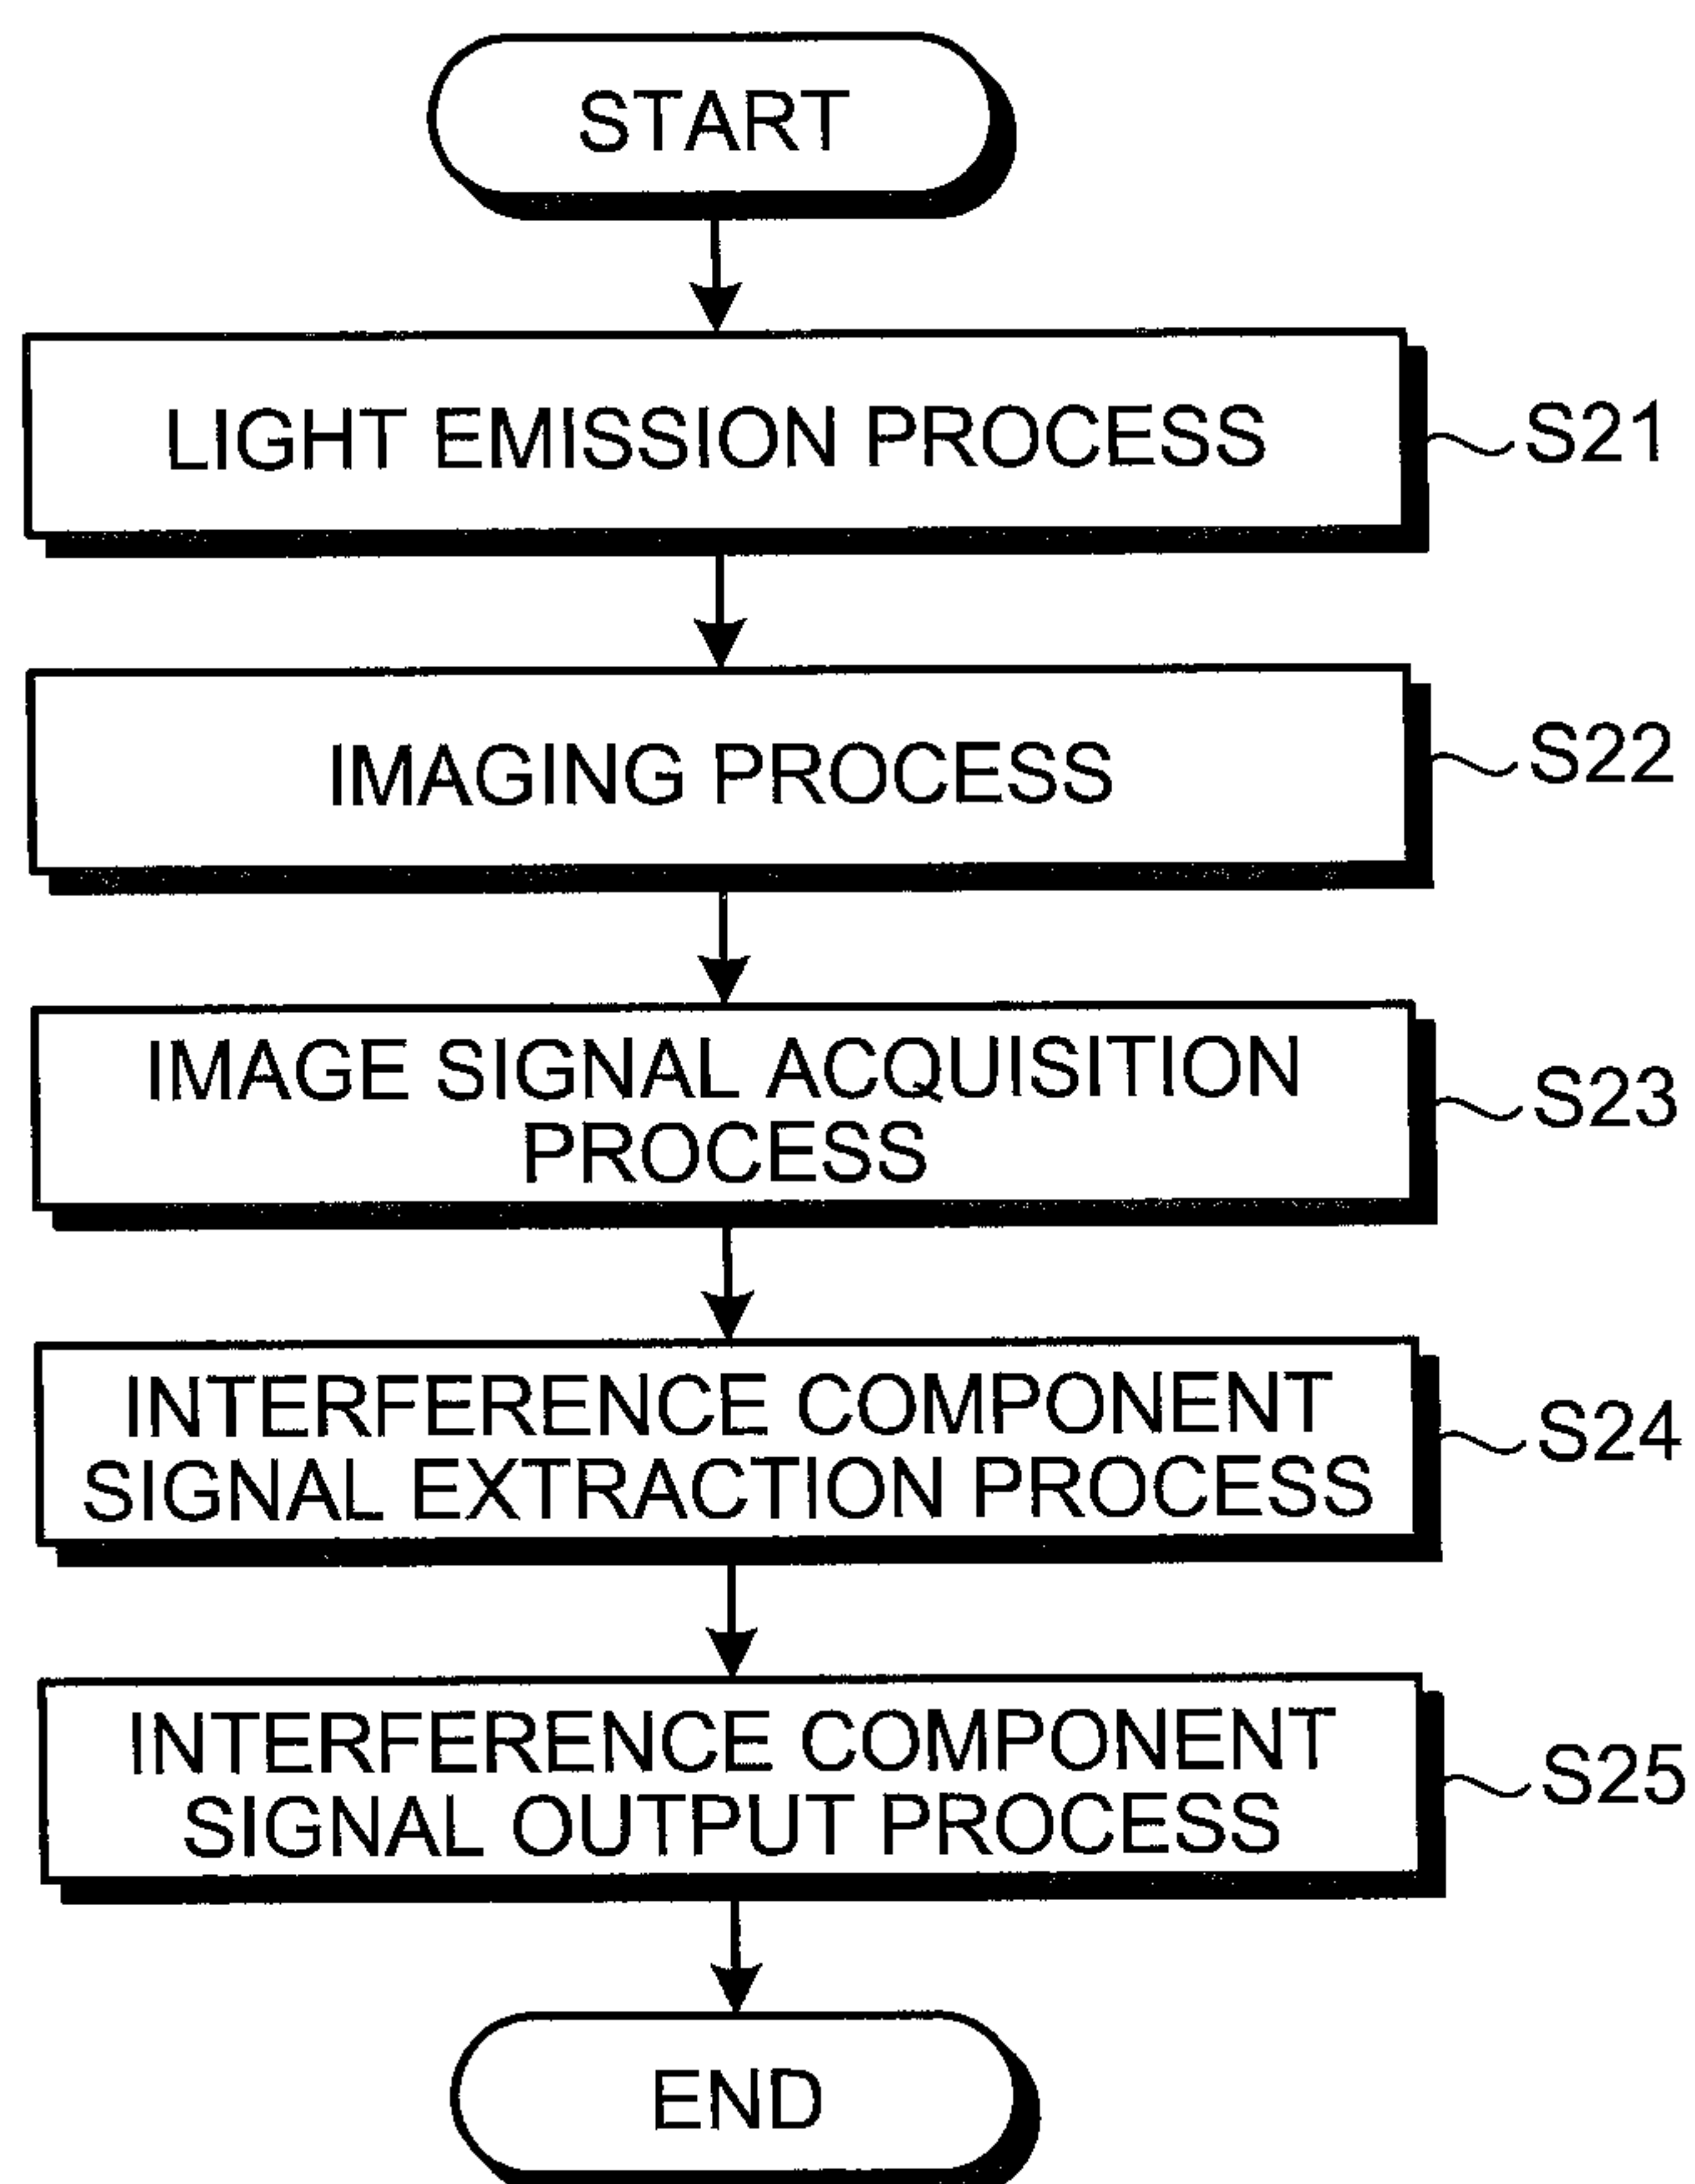 START
LIGHT EMISSION PROCESS
S21
IMAGING PROCESS
S22
IMAGE SIGNAL ACQUISITION
PROCESS
S23
INTERFERENCE COMPONENT
SIGNAL EXTRACTION PROCESS
S24
INTERFERENCE COMPONENT
SIGNAL OUTPUT PROCESS
S25
END